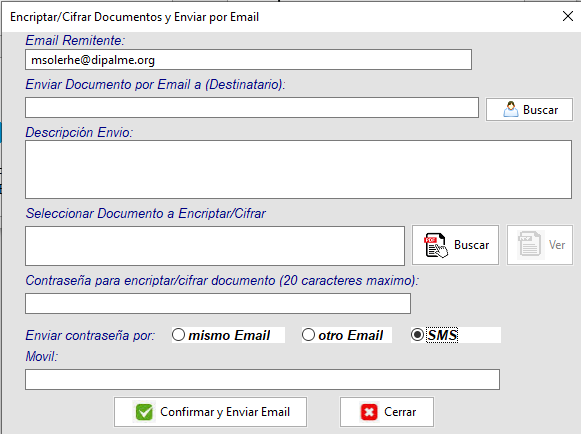 Encriptar/Cifrar Documentos y Enviar por Email
Email Remitente:
msolerhe@dipalme.org
Enviar Documento por Email a (Destinatario):
Buscar
Descripción Envio:
Seleccionar Documento a Encriptar/Cifrar
PDF Buscar
Ver
Contraseña para encriptar/cifrar documento (20 caracteres maximo):
Enviar contraseña por: mismo Email otro Email SMS
Movil:
Confirmar y Enviar Email Cerrar